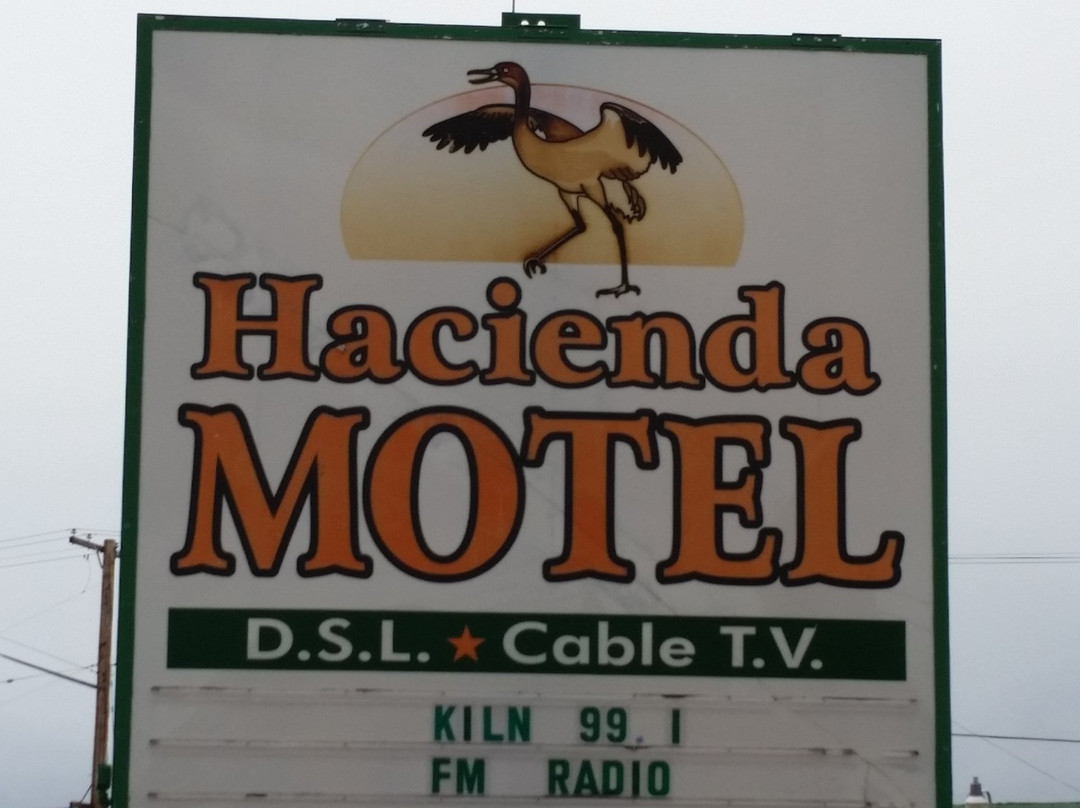 Hacienda
MOTEL
D.S.L. ★ Cable T.V.
KILN 99.1
FM RADIO